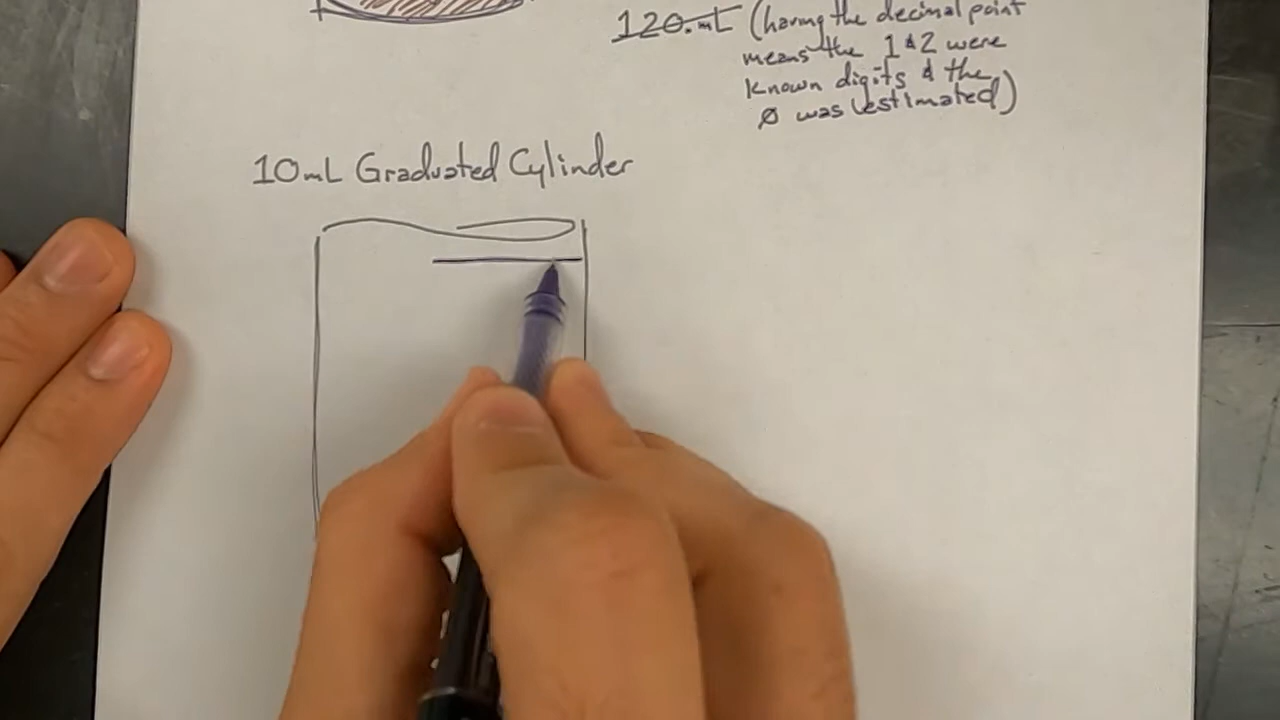 120.mL (having the decimal point
means the 1 & 2 were
known digits & the
0 was estimated)
10mL Graduated Cylinder